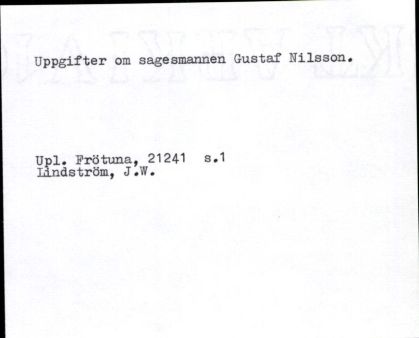 Uppgifter om sagesmannen Gustaf Nilsson.
Upl. Frötuna, 21241 s.1
Lindström, J.W.